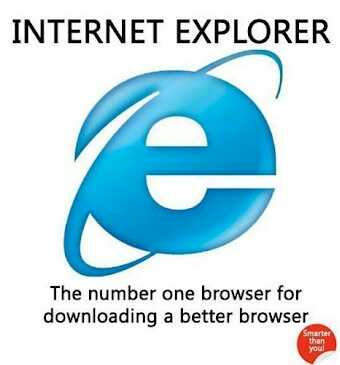 INTERNET EXPLORER
The number one browser for
downloading a better browser
Smarter
than
you!